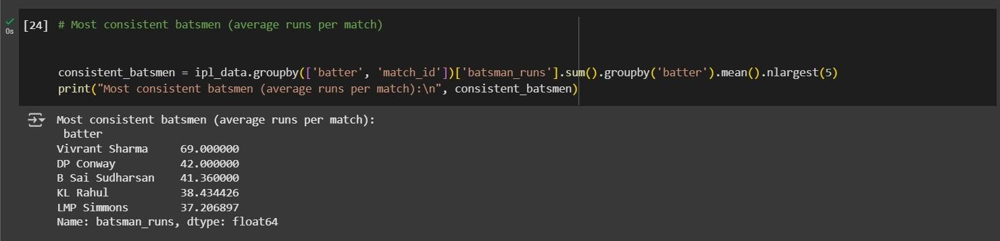 [24] # Most consistent batsmen (average runs per match)
0s
consistent_batsmen = ipl_data.groupby(['batter', 'match_id'])['batsman_runs'].sum().groupby('batter').mean().nlargest(5)
print("Most consistent batsmen (average runs per match):\n", consistent_batsmen)
Most consistent batsmen (average runs per match):
batter
Vivrant Sharma 69.000000
DP Conway 42.000000
B Sai Sudharsan 41.360000
KL Rahul 38.434426
LMP Simmons 37.206897
Name: batsman_runs, dtype: float64